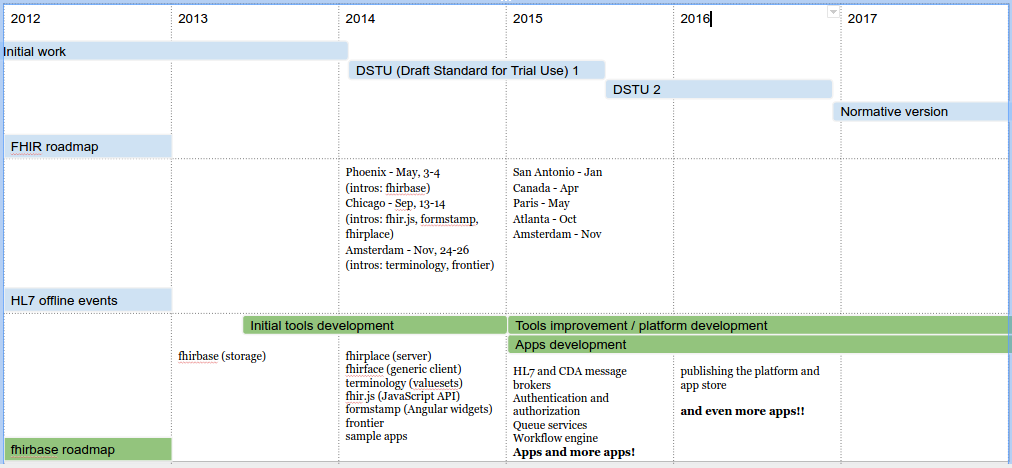 2012 2013 2014 2015 2016 2017
Initial work
DSTU (Draft Standard for Trial Use) 1
DSTU 2
Normative version
FHIR roadmap
Phoenix - May, 3-4
(intros: fhirbase)
Chicago - Sep, 13-14
(intros: fhir.js, formstamp,
fhirplace)
Amsterdam - Nov, 24-26
(intros: terminology, frontier)
San Antonio - Jan
Canada - Apr
Paris - May
Atlanta - Oct
Amsterdam - Nov
HL7 offline events
Initial tools development
Tools improvement / platform development
Apps development
fhirbase (storage)
fhirplace (server)
fhirface (generic client)
terminology (valuesets)
fhir.js (JavaScript API)
formstamp (Angular widgets)
frontier
sample apps
HL7 and CDA message
brokers
Authentication and
authorization
Queue services
Workflow engine
Apps and more apps!
publishing the platform and
app store
and even more apps!!
fhirbase roadmap